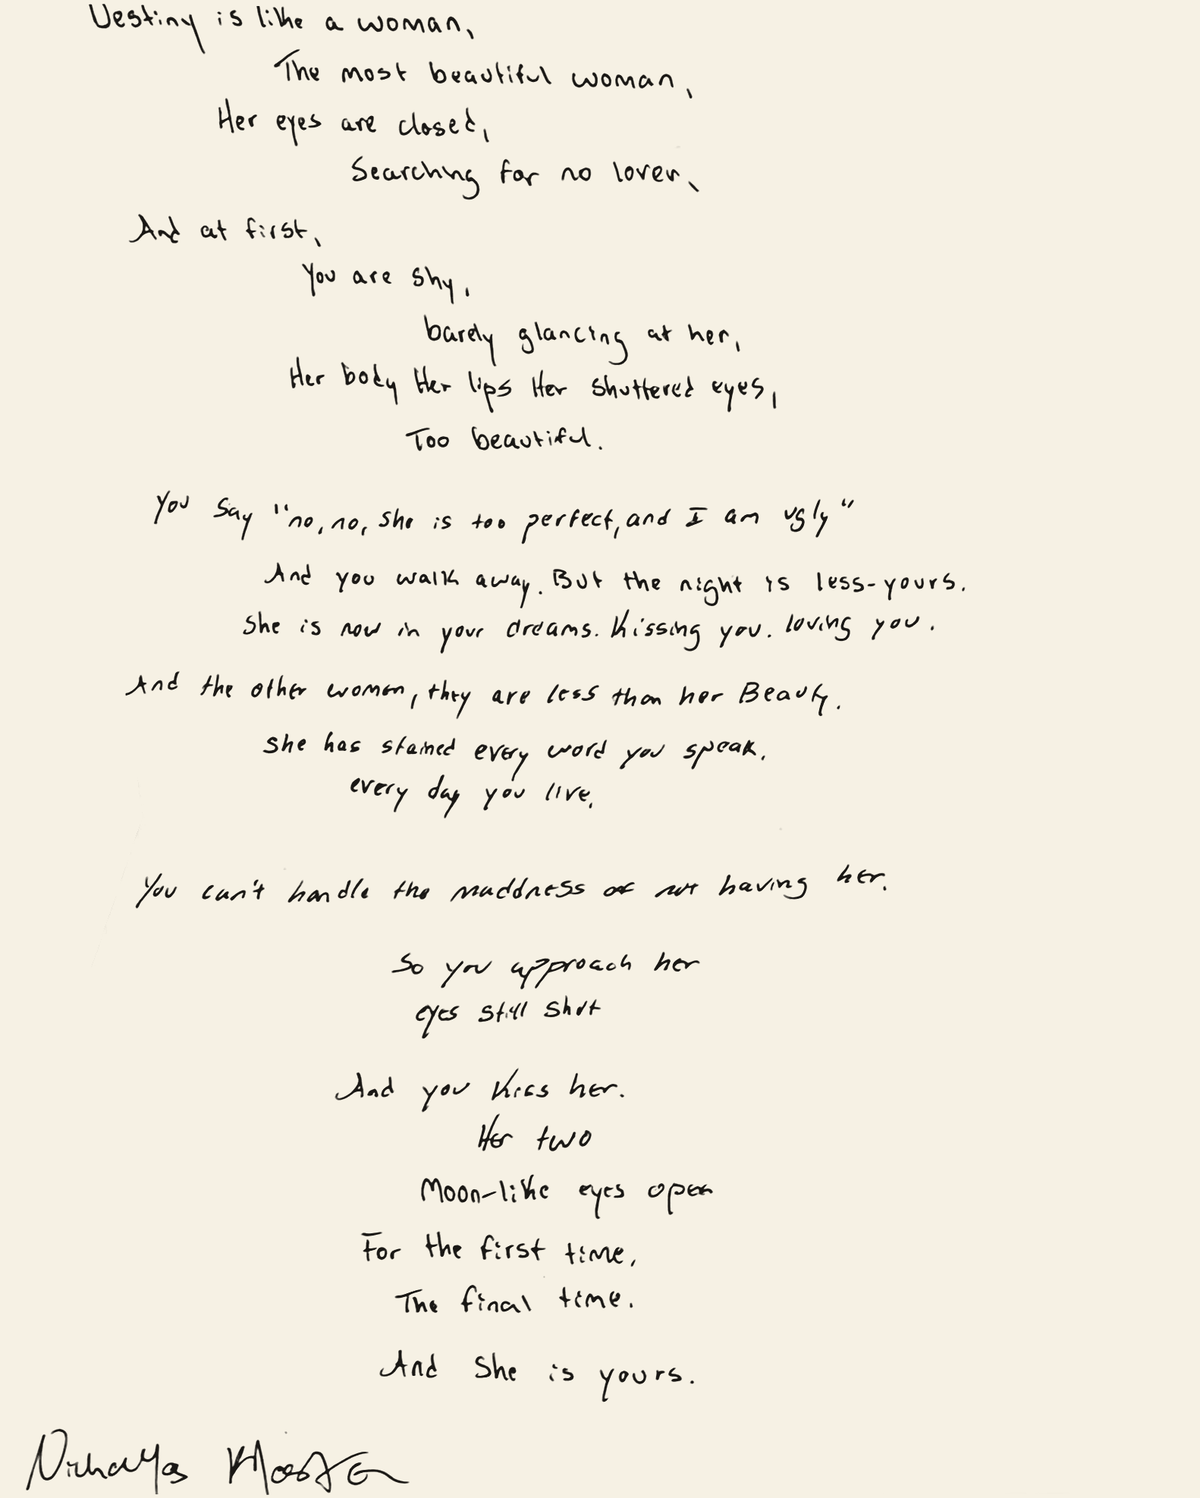 Destiny is like a woman,
The most beautiful woman,
Her eyes are closed,
Searching for no lover,
And at first,
You are shy,
barely glancing at her,
Her body Her lips Her shuttered eyes,
Too beautiful.
You say "no, no, she is too perfect, and I am ugly"
And you walk away. But the night is less-yours.
She is now in your dreams. Kissing you. loving you.
And the other women, they are less than her Beauty.
She has stained every word you speak.
every day you live.
You can't handle the maddness of not having her.
So you approach her
eyes still shut
And you kiss her.
Her two
Moon-like eyes open
For the first time,
The final time.
And She is yours.